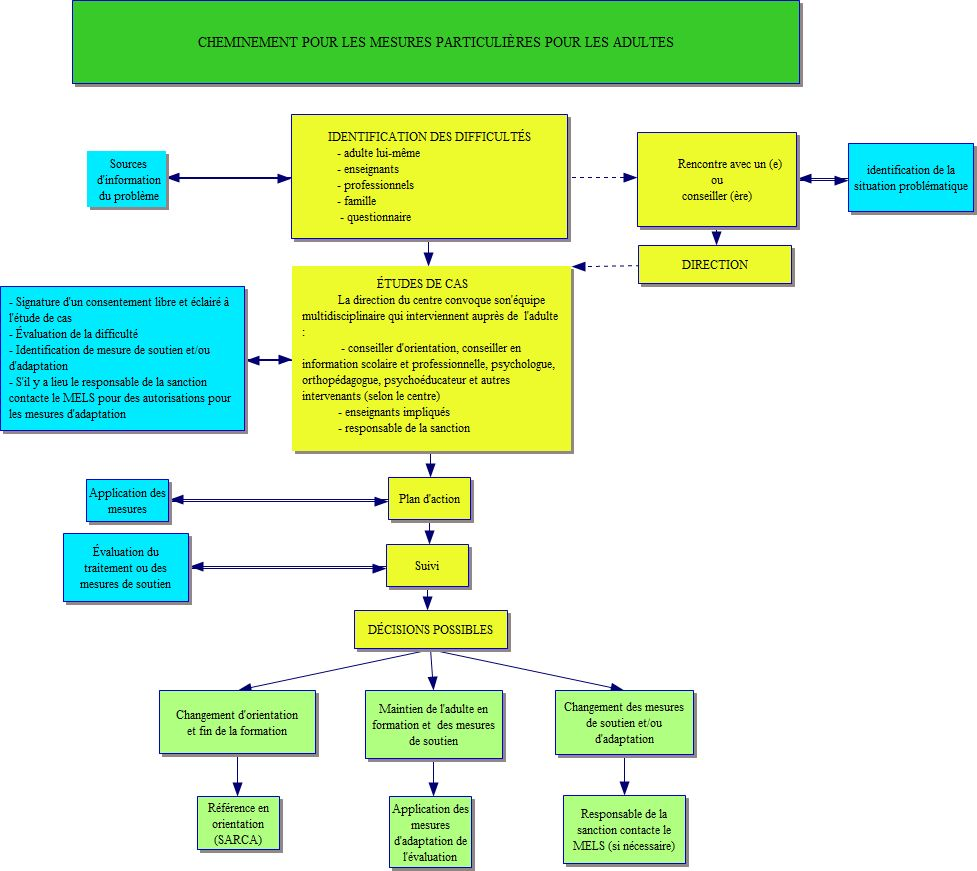 CHEMINEMENT POUR LES MESURES PARTICULIÈRES POUR LES ADULTES
IDENTIFICATION DES DIFFICULTÉS
- adulte lui-même
- enseignants
- professionnels
- famille
- questionnaire
Sources
d'information
du problème
Rencontre avec un (e)
ou
conseiller (ère)
identification de la
situation problématique
DIRECTION
ÉTUDES DE CAS
La direction du centre convoque son'équipe
multidisciplinaire qui interviennent auprès de l'adulte
:
- conseiller d'orientation, conseiller en
information scolaire et professionnelle, psychologue,
orthopédagogue, psychoéducateur et autres
intervenants (selon le centre)
- enseignants impliqués
- responsable de la sanction
- Signature d'un consentement libre et éclairé à
l'étude de cas
- Évaluation de la difficulté
- Identification de mesure de soutien et/ou
d'adaptation
- S'il y a lieu le responsable de la sanction
contacte le MELS pour des autorisations pour
les mesures d'adaptation
Application des
mesures
Plan d'action
Évaluation du
traitement ou des
mesures de soutien
Suivi
DÉCISIONS POSSIBLES
Changement d'orientation
et fin de la formation
Maintien de l'adulte en
formation et des mesures
de soutien
Changement des mesures
de soutien et/ou
d'adaptation
Référence en
orientation
(SARCA)
Application des
mesures
d'adaptation de
l'évaluation
Responsable de la
sanction contacte le
MELS (si nécessaire)